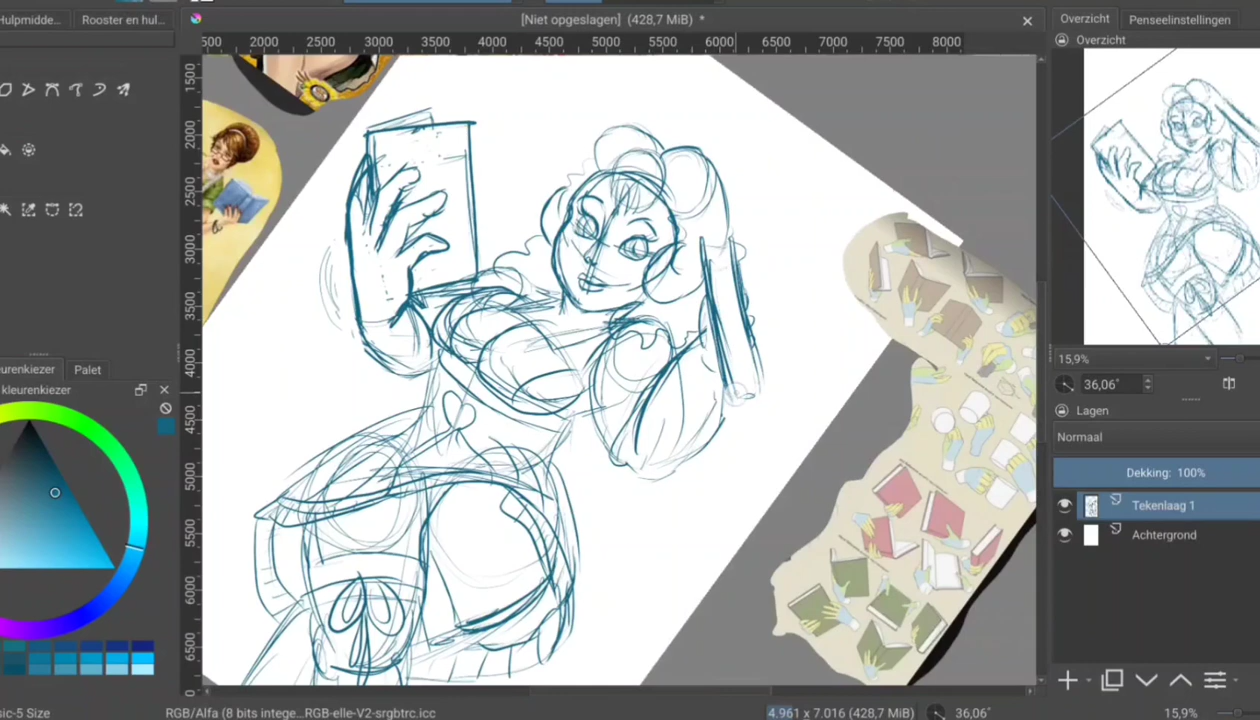 Hulpmidde...
Rooster en hul...
[Niet opgeslagen] (428,7 MiB) *
Overzicht
Penseelinstellingen
500 2000 2500 3000 3500 4000 4500 5000 5500 6000 6500 7000 7500 8000
Overzicht
1500
2000
2500
3000
3500
4000
4500
5000
5500
6000
6500
0
15,9%
36,06°
eurenkiezer
Palet
kleurenkiezer
Lagen
Normaal
Dekking: 100%
Tekenlaag 1
Achtergrond
sic-5 Size
RGB/Alfa (8 bits intege...RGB-elle-V2-srgbtrc.icc
4.961 x 7.016 (428,7 MiB)
36,06°
15,9%